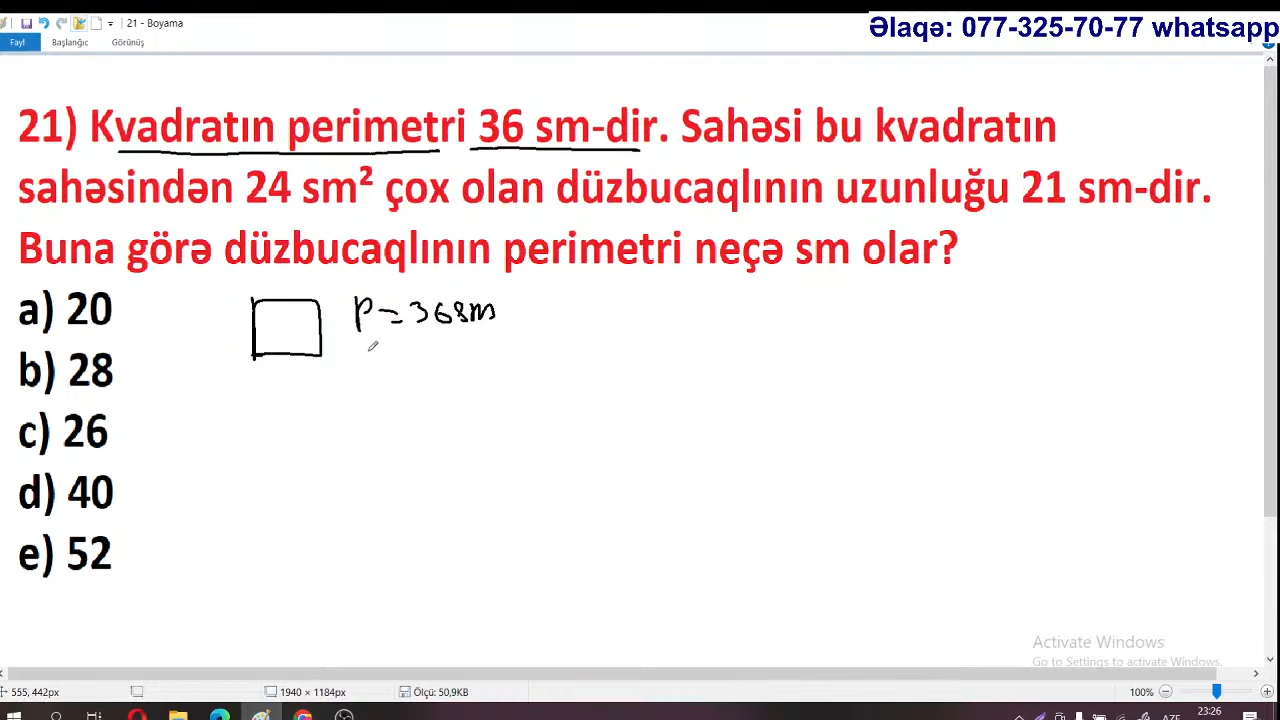 21 - Boyama
Əlaqə: 077-325-70-77 whatsapp
Fayl Başlanğıc Görünüş
21) Kvadratın perimetri 36 sm-dir. Sahəsi bu kvadratın
sahəsindən 24 sm² çox olan düzbucaqlının uzunluğu 21 sm-dir.
Buna görə düzbucaqlının perimetri neçə sm olar?
a) 20
P=36sm
b) 28
c) 26
d) 40
e) 52
Activate Windows
Go to Settings to activate Windows.
555, 442px 1940 × 1184px Ölçü: 50,9KB 100%
AZE 23:26